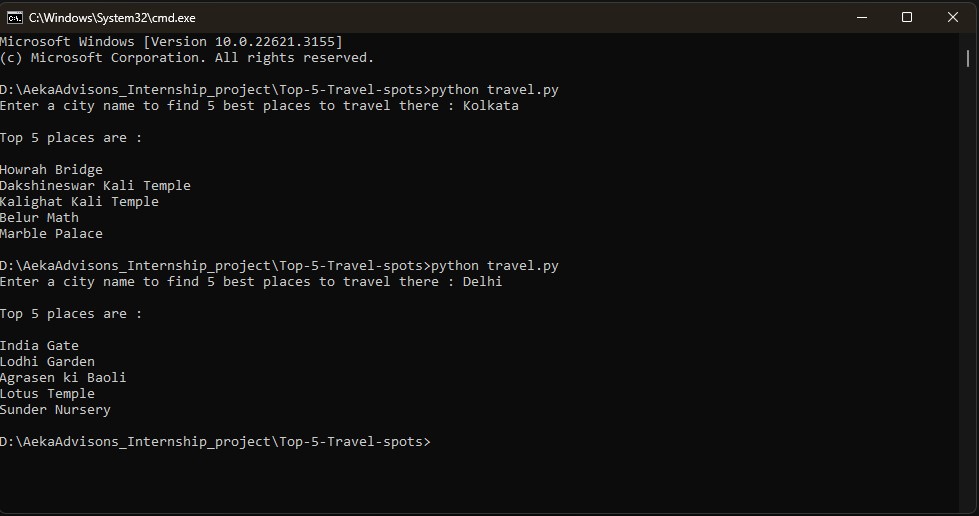 C:\Windows\System32\cmd.exe
Microsoft Windows [Version 10.0.22621.3155]
(c) Microsoft Corporation. All rights reserved.
D:\AekaAdvisons_Internship_project\Top-5-Travel-spots>python travel.py
Enter a city name to find 5 best places to travel there : Kolkata
Top 5 places are :
Howrah Bridge
Dakshineswar Kali Temple
Kalighat Kali Temple
Belur Math
Marble Palace
D:\AekaAdvisons_Internship_project\Top-5-Travel-spots>python travel.py
Enter a city name to find 5 best places to travel there : Delhi
Top 5 places are :
India Gate
Lodhi Garden
Agrasen ki Baoli
Lotus Temple
Sunder Nursery
D:\AekaAdvisons_Internship_project\Top-5-Travel-spots>